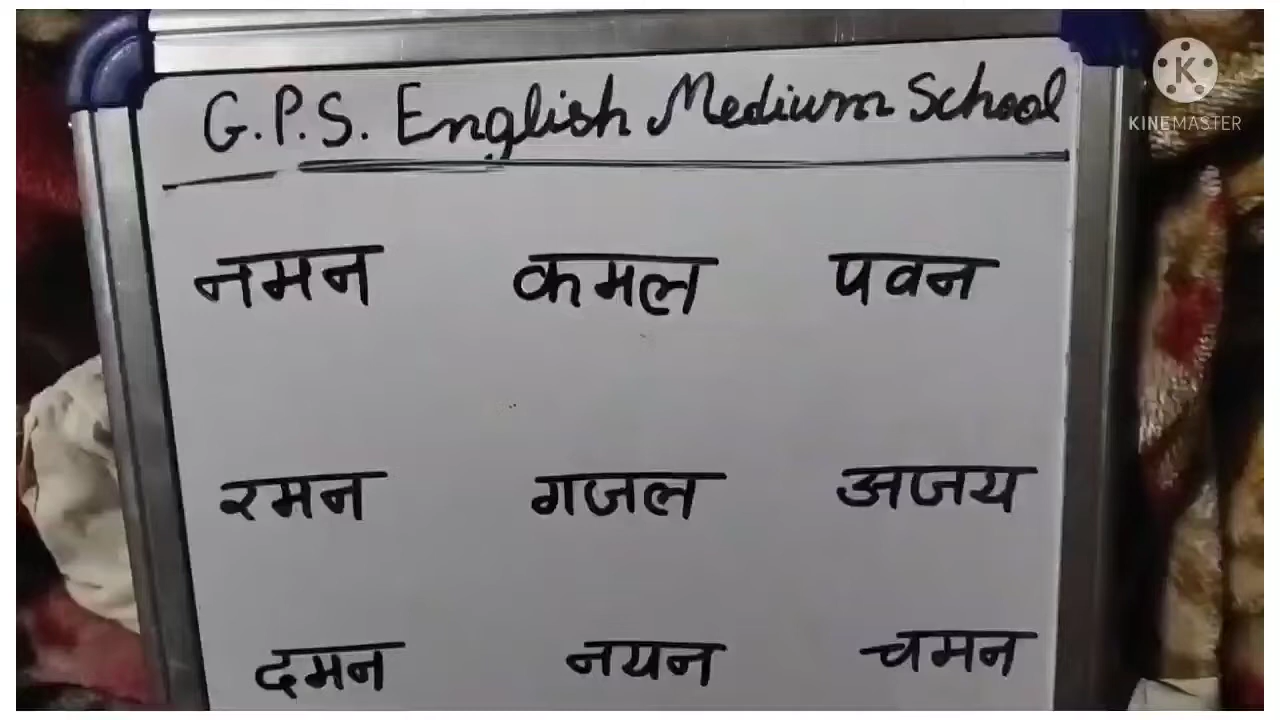 G.P.S. English Medium School
K
KINEMASTER
नमन कमल पवन
रमन गजल अजय
दमन नयन चमन